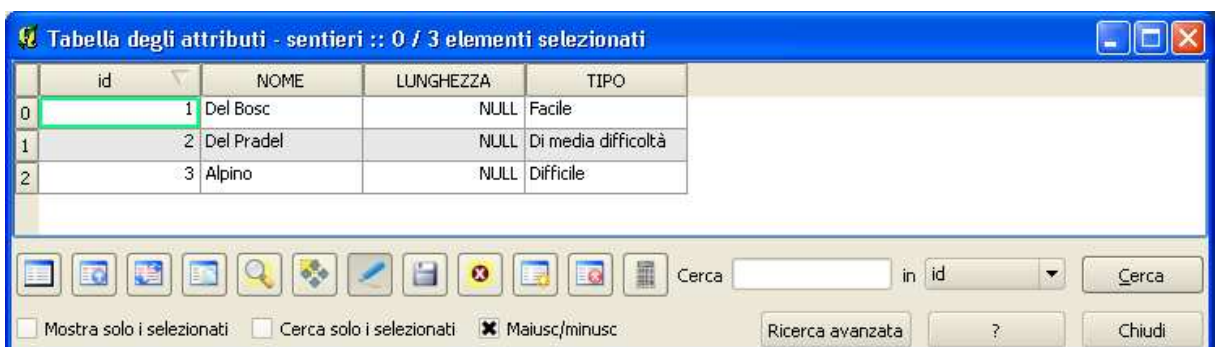 Tabella degli attributi - sentieri :: 0 / 3 elementi selezionati
id NOME LUNGHEZZA TIPO
0 1 Del Bosc NULL Facile
1 2 Del Pradel NULL Di media difficoltà
2 3 Alpino NULL Difficile
Cerca in id Cerca
Mostra solo i selezionati Cerca solo i selezionati Maiusc/minusc Ricerca avanzata ? Chiudi